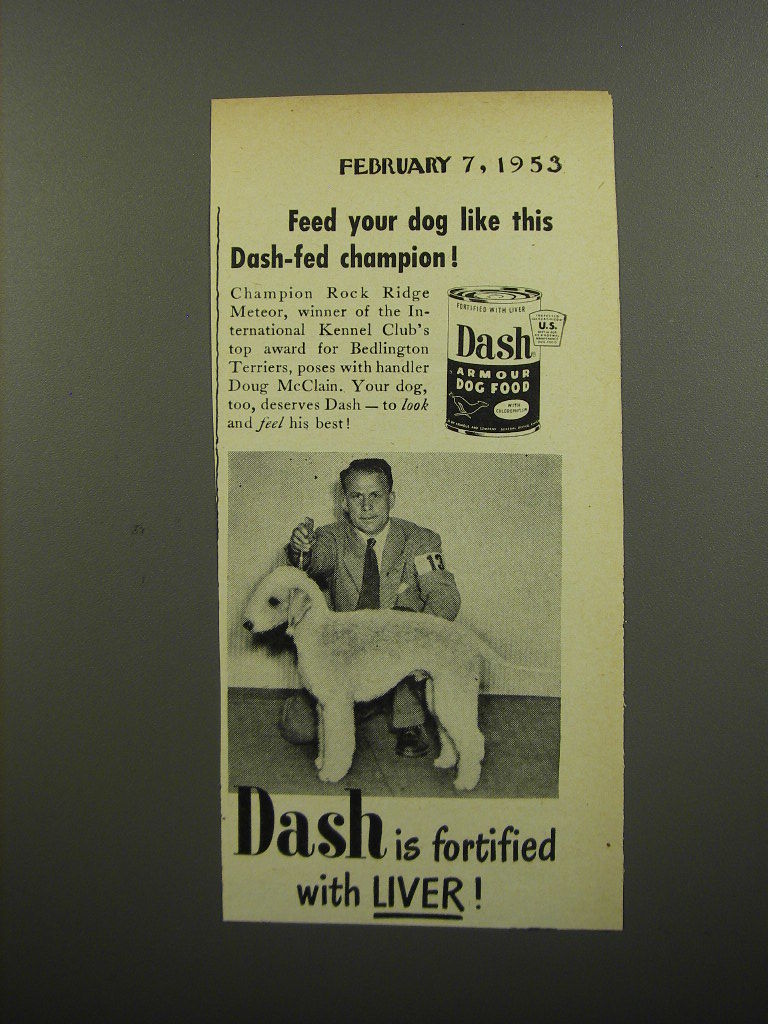 FEBRUARY 7, 1953
Feed your dog like this
Dash-fed champion!
Champion Rock Ridge
Meteor, winner of the In-
ternational Kennel Club's
top award for Bedlington
Terriers, poses with handler
Doug McClain. Your dog,
too, deserves Dash — to look
and feel his best!
FORTIFIED WITH LIVER
Dash
U.S.
ARMOUR
DOG FOOD
WITH
CHLOROPHYLLIN
13
Dash is fortified
with LIVER!